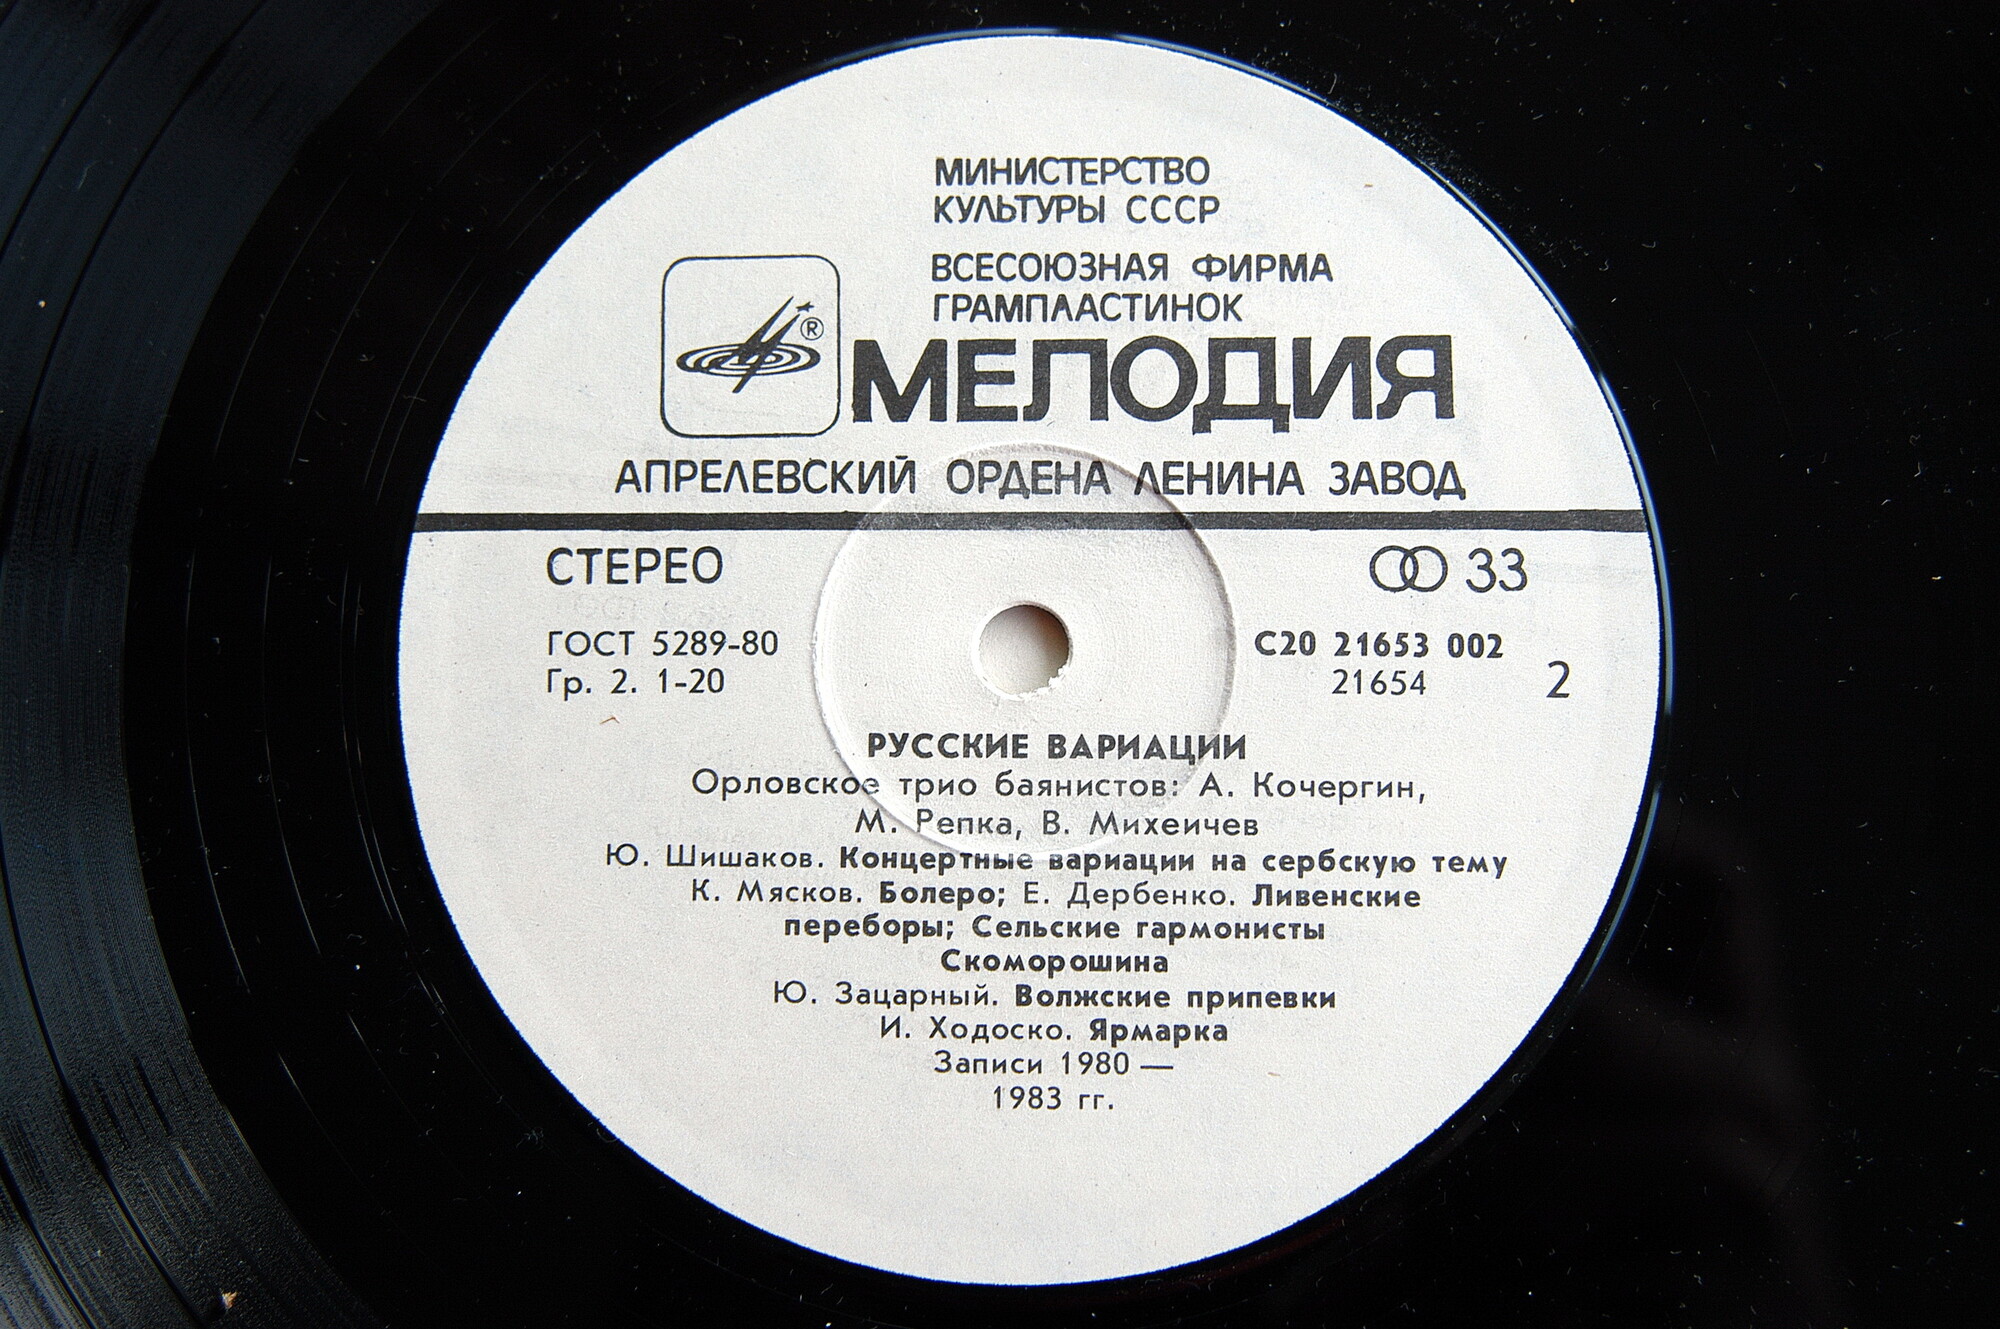 МИНИСТЕРСТВО
КУЛЬТУРЫ СССР
ВСЕСОЮЗНАЯ ФИРМА
ГРАМПЛАСТИНОК
®
МЕЛОДИЯ
АПРЕЛЕВСКИЙ ОРДЕНА ЛЕНИНА ЗАВОД
СТЕРЕО
33
ГОСТ 5289-80
Гр. 2. 1-20
С20 21653 002
21654
2
РУССКИЕ ВАРИАЦИИ
Орловское трио баянистов: А. Кочергин,
М. Репка, В. Михеичев
Ю. Шишаков. Концертные вариации на сербскую тему
К. Мясков. Болеро; Е. Дербенко. Ливенские
переборы; Сельские гармонисты
Скоморошина
Ю. Зацарный. Волжские припевки
И. Ходоско. Ярмарка
Записи 1980 —
1983 гг.